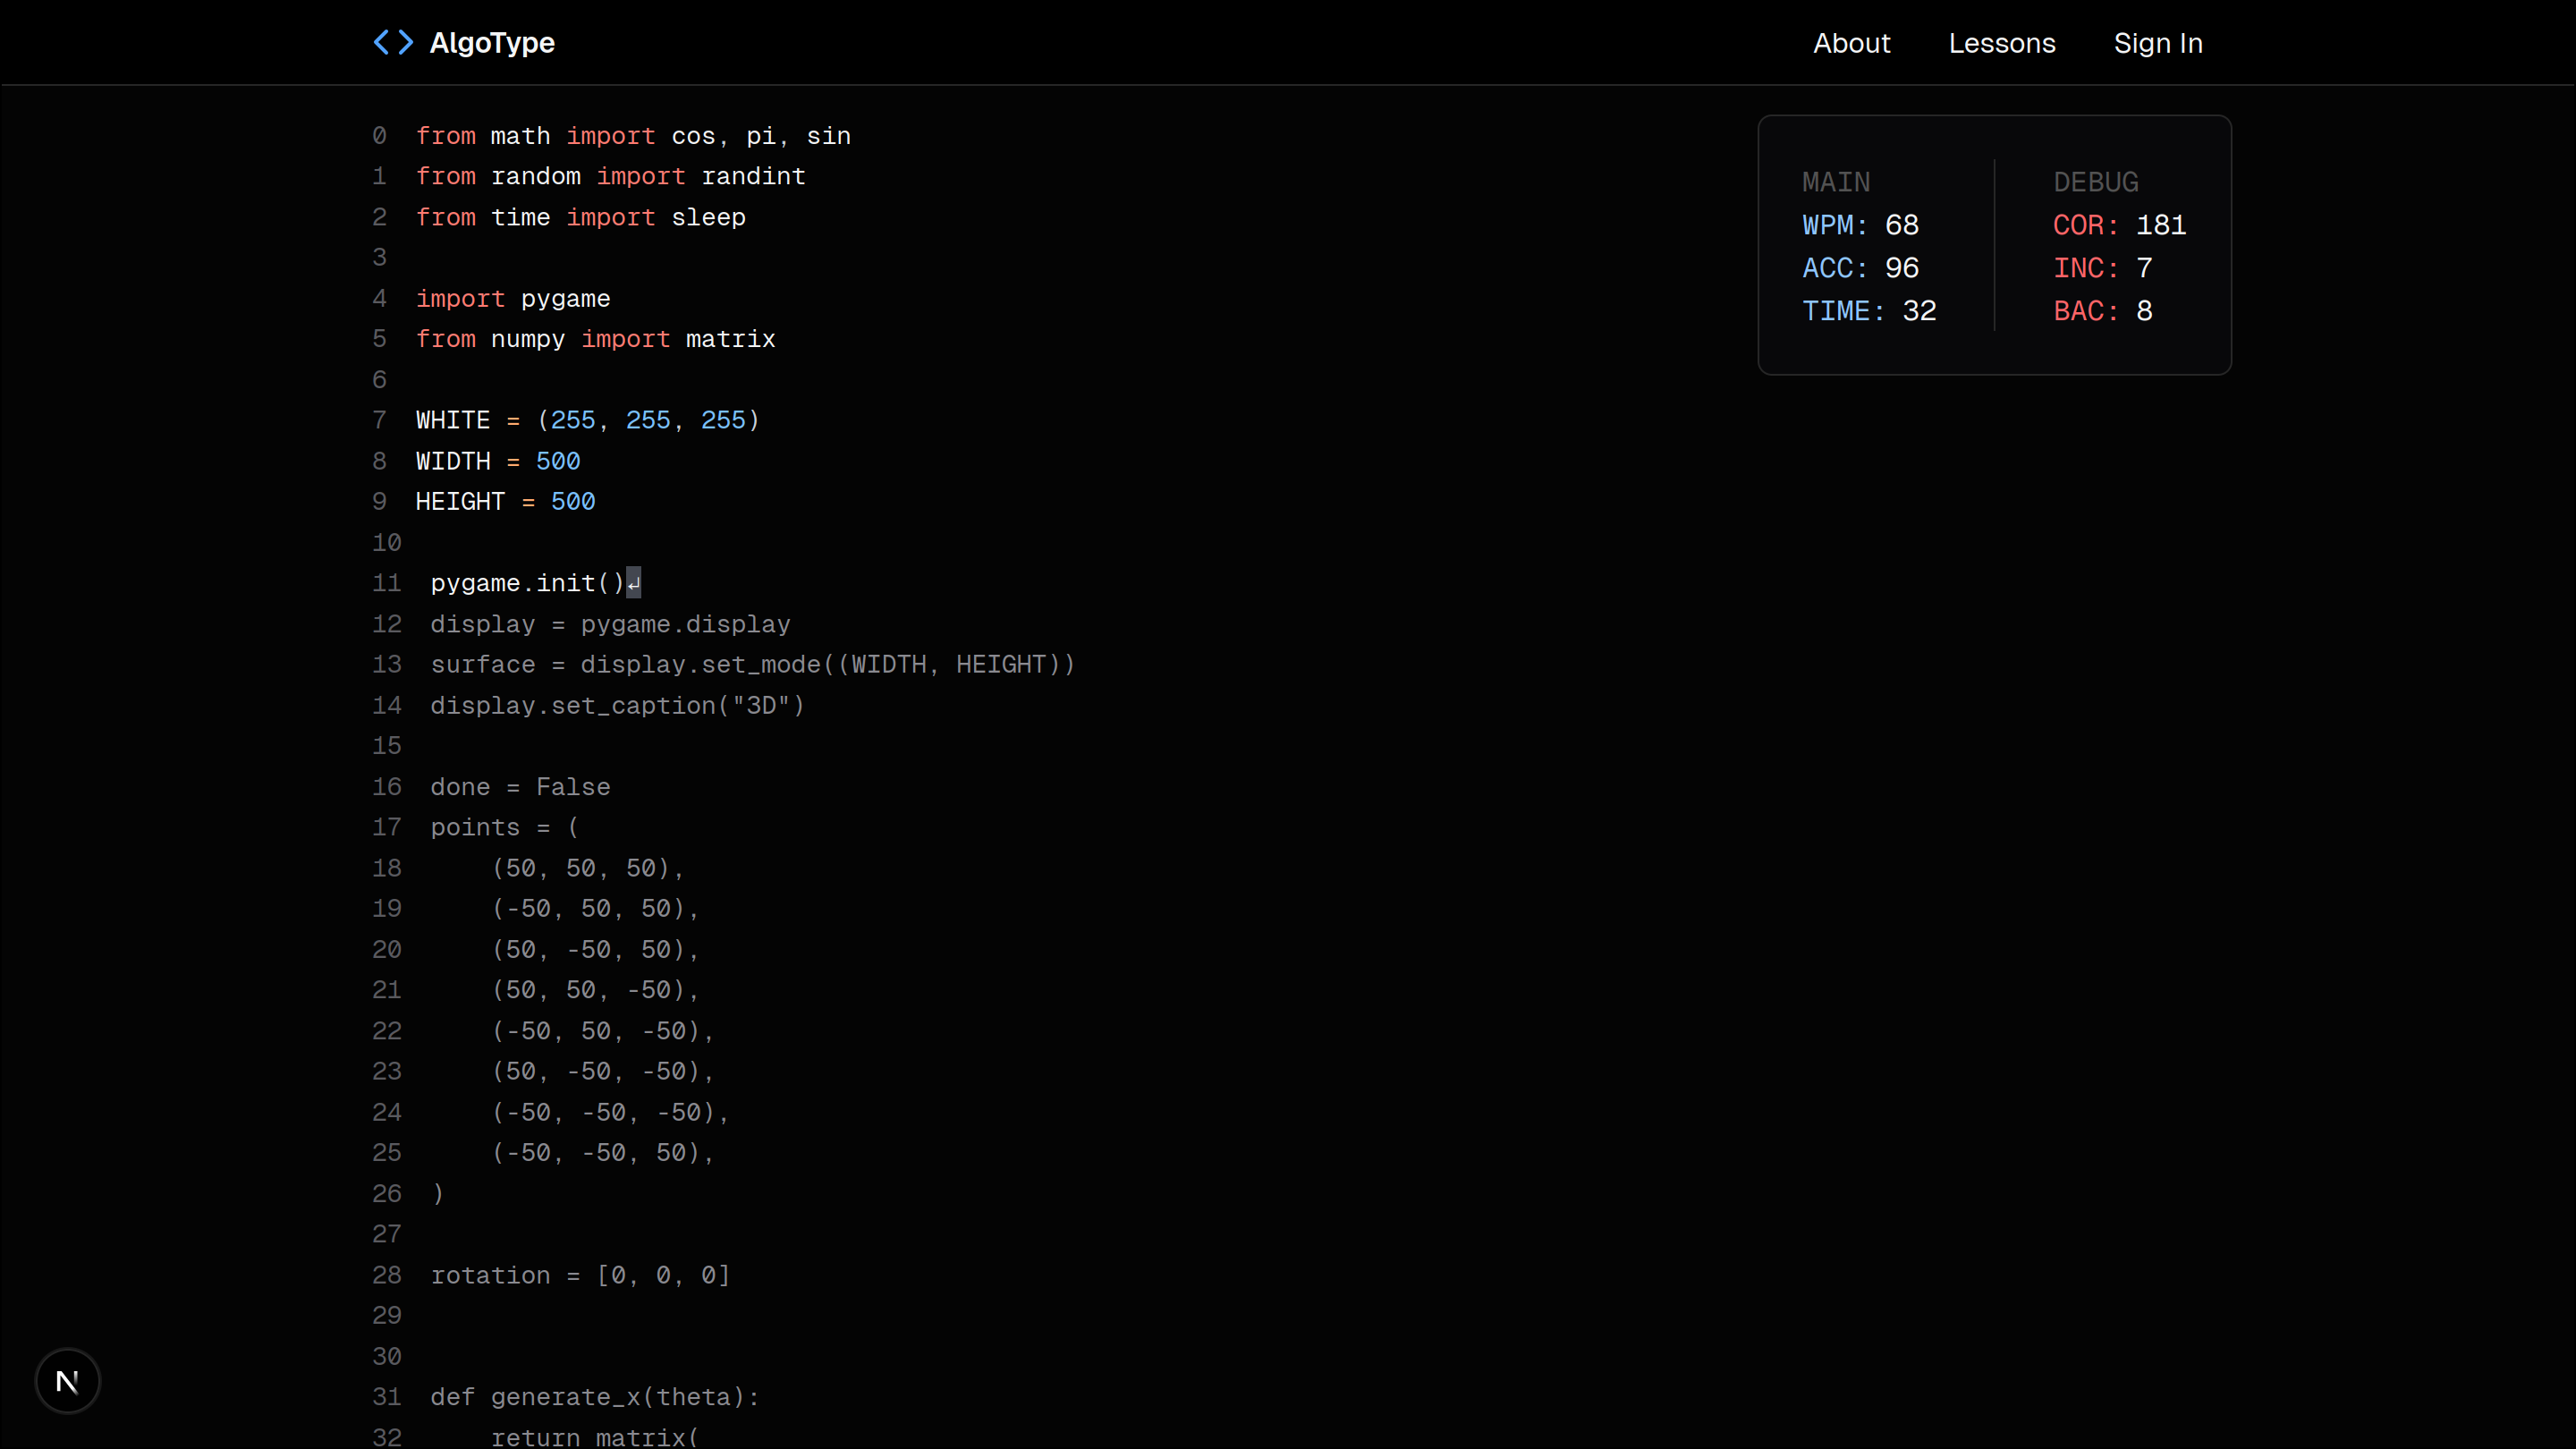 <> AlgoType
About Lessons Sign In
0 from math import cos, pi, sin
1 from random import randint
2 from time import sleep
3
4 import pygame
5 from numpy import matrix
6
7 WHITE = (255, 255, 255)
8 WIDTH = 500
9 HEIGHT = 500
10
11 pygame.init()↵
12 display = pygame.display
13 surface = display.set_mode((WIDTH, HEIGHT))
14 display.set_caption("3D")
15
16 done = False
17 points = (
18     (50, 50, 50),
19     (-50, 50, 50),
20     (50, -50, 50),
21     (50, 50, -50),
22     (-50, 50, -50),
23     (50, -50, -50),
24     (-50, -50, -50),
25     (-50, -50, 50),
26 )
27
28 rotation = [0, 0, 0]
29
30
31 def generate_x(theta):
32     return matrix(
MAIN
WPM: 68
ACC: 96
TIME: 32
DEBUG
COR: 181
INC: 7
BAC: 8
N